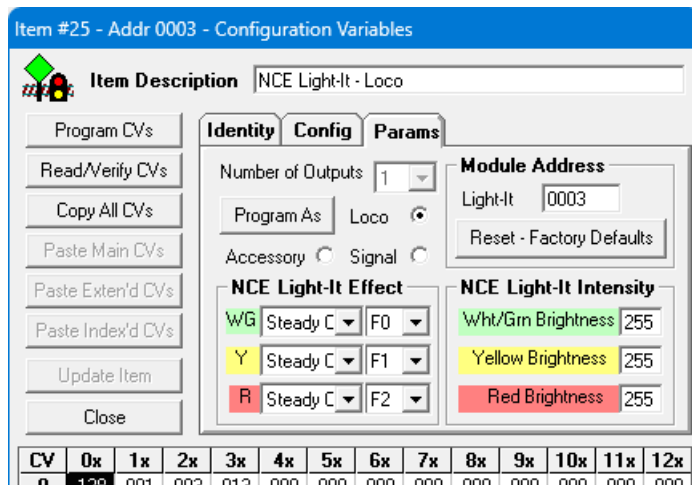 Item #25 - Addr 0003 - Configuration Variables
Item Description NCE Light-It - Loco
Program CVs
Read/Verify CVs
Copy All CVs
Paste Main CVs
Paste Exten'd CVs
Paste Index'd CVs
Update Item
Close
Identity Config Params
Number of Outputs 1
Program As Loco
Accessory Signal
Module Address
Light-It 0003
Reset - Factory Defaults
NCE Light-It Effect
WG Steady C F0
Y Steady C F1
R Steady C F2
NCE Light-It Intensity
Wht/Grn Brightness 255
Yellow Brightness 255
Red Brightness 255
CV 0x 1x 2x 3x 4x 5x 6x 7x 8x 9x 10x 11x 12x